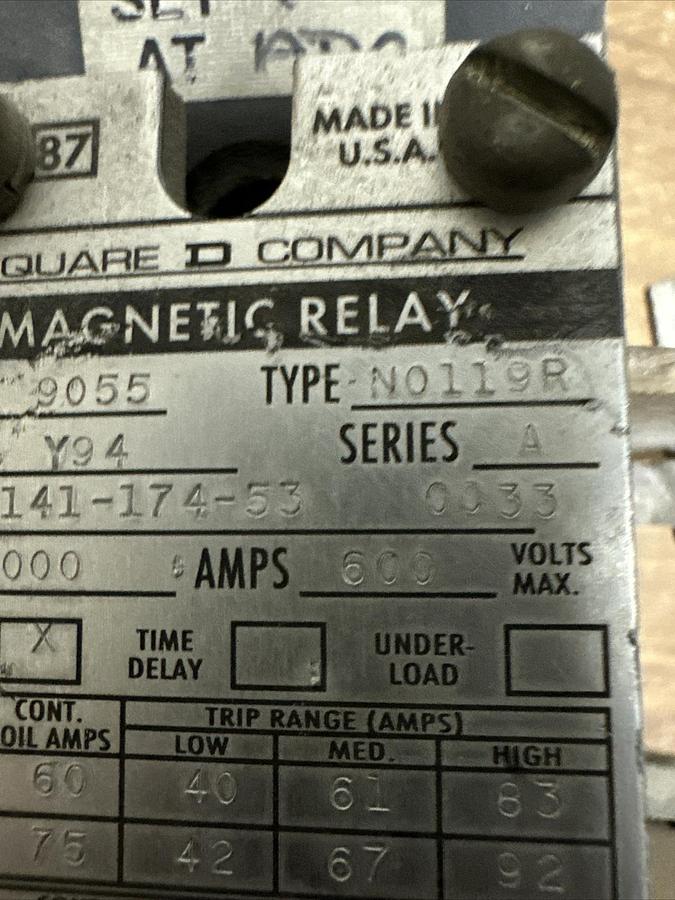 SET
AT
87
MADE I
U.S.A.
QUARE D COMPANY
MAGNETIC RELAY
9055 TYPE N0119R
Y94 SERIES A
141-174-53 0033
000 AMPS 600 VOLTS MAX.
X TIME DELAY UNDER-LOAD
CONT. OIL AMPS TRIP RANGE (AMPS)
LOW MED. HIGH
60 40 61 83
75 42 67 92